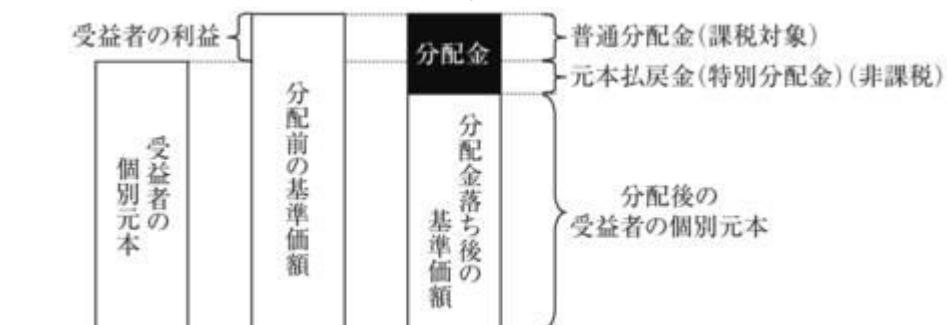 受益者の利益
分配金
普通分配金(課税対象)
元本払戻金(特別分配金)(非課税)
受益者の
個別元本
分配前の基準価額
分配金落ち後の
基準価額
分配後の
受益者の個別元本